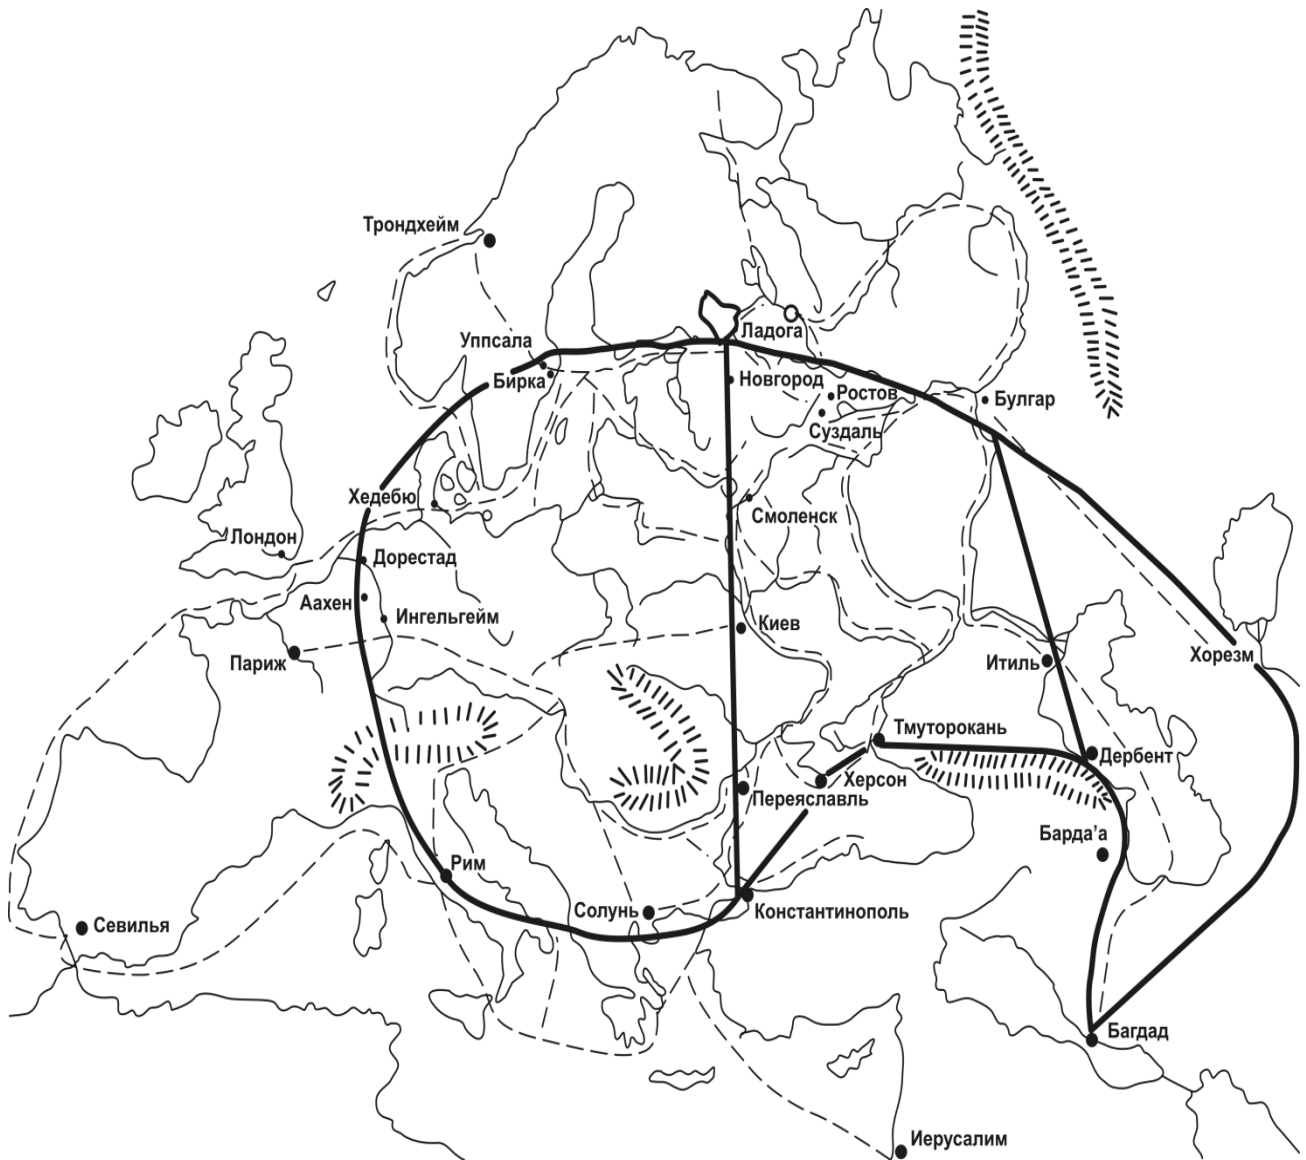 Трондхейм
Уппсала
Бирка
Ладога
Новгород
Ростов
Суздаль
Булгар
Хедебю
Смоленск
Лондон
Дорестад
Аахен
Ингельгейм
Киев
Париж
Итиль
Хорезм
Тмуторокань
Дербент
Херсон
Переяславль
Барда’а
Рим
Солунь
Константинополь
Севилья
Багдад
Иерусалим